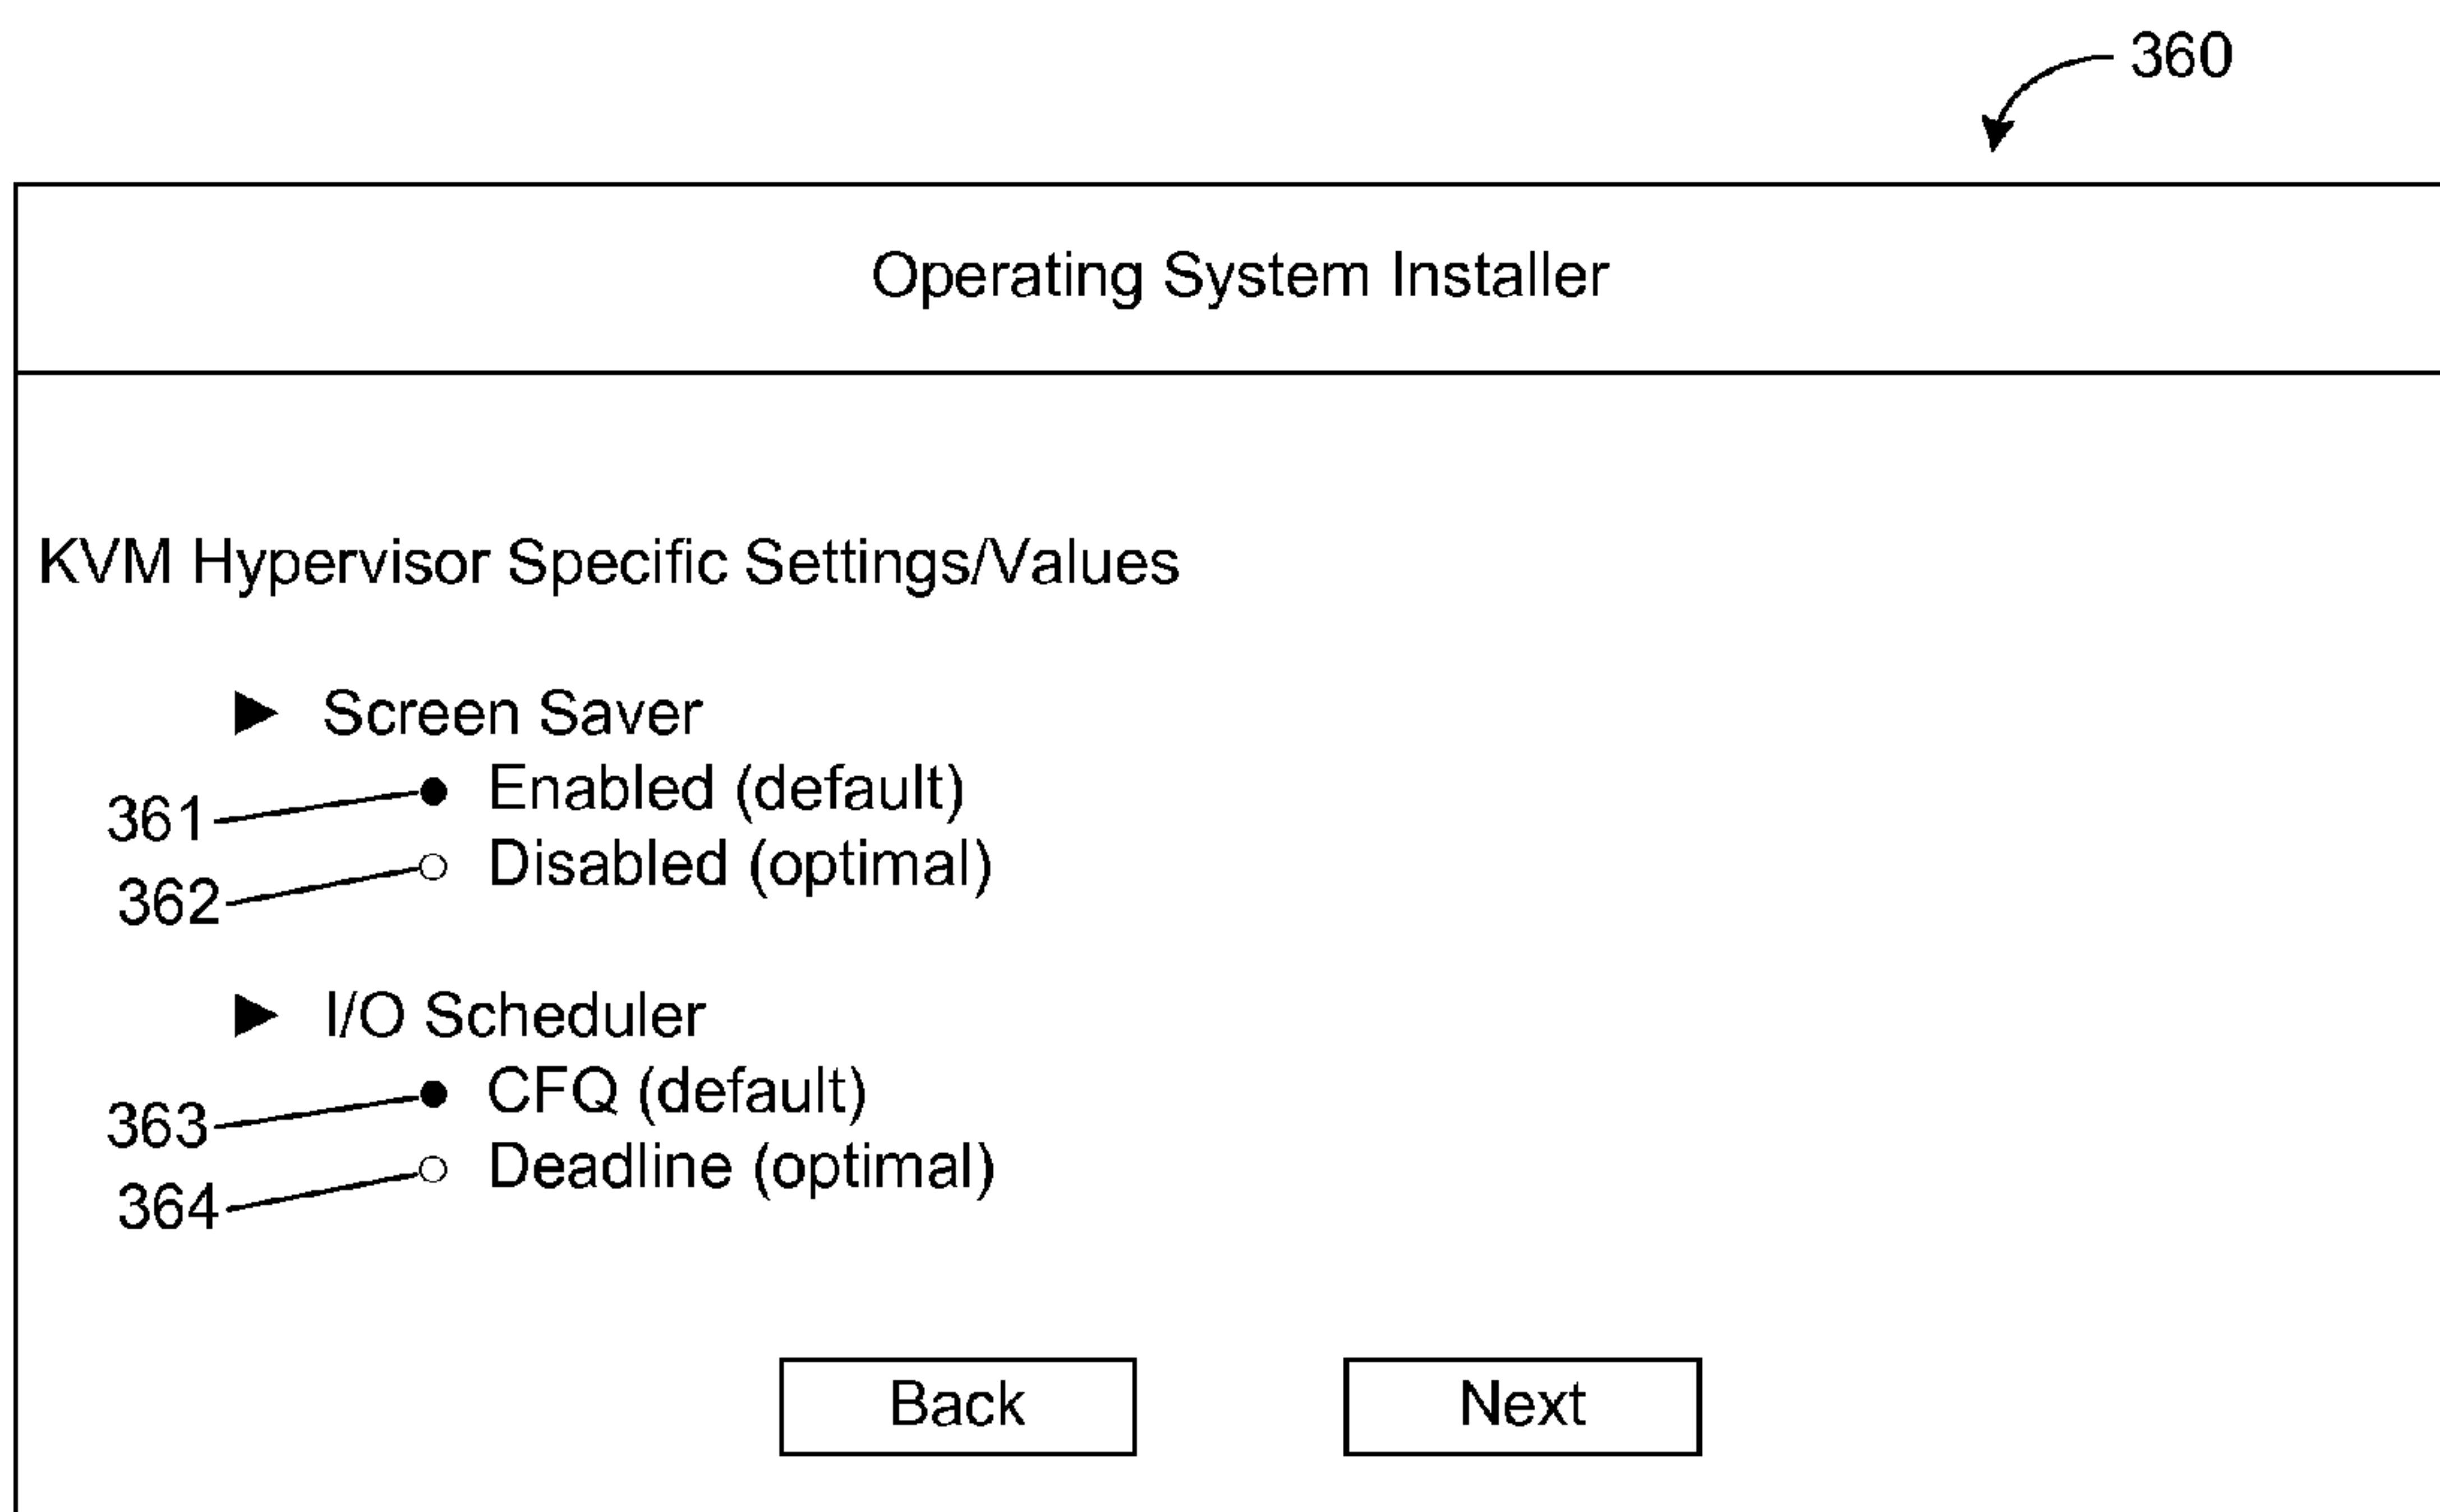 360
Operating System Installer
KVM Hypervisor Specific Settings/Values
Screen Saver
361 Enabled (default)
362 Disabled (optimal)
I/O Scheduler
363 CFQ (default)
364 Deadline (optimal)
Back Next